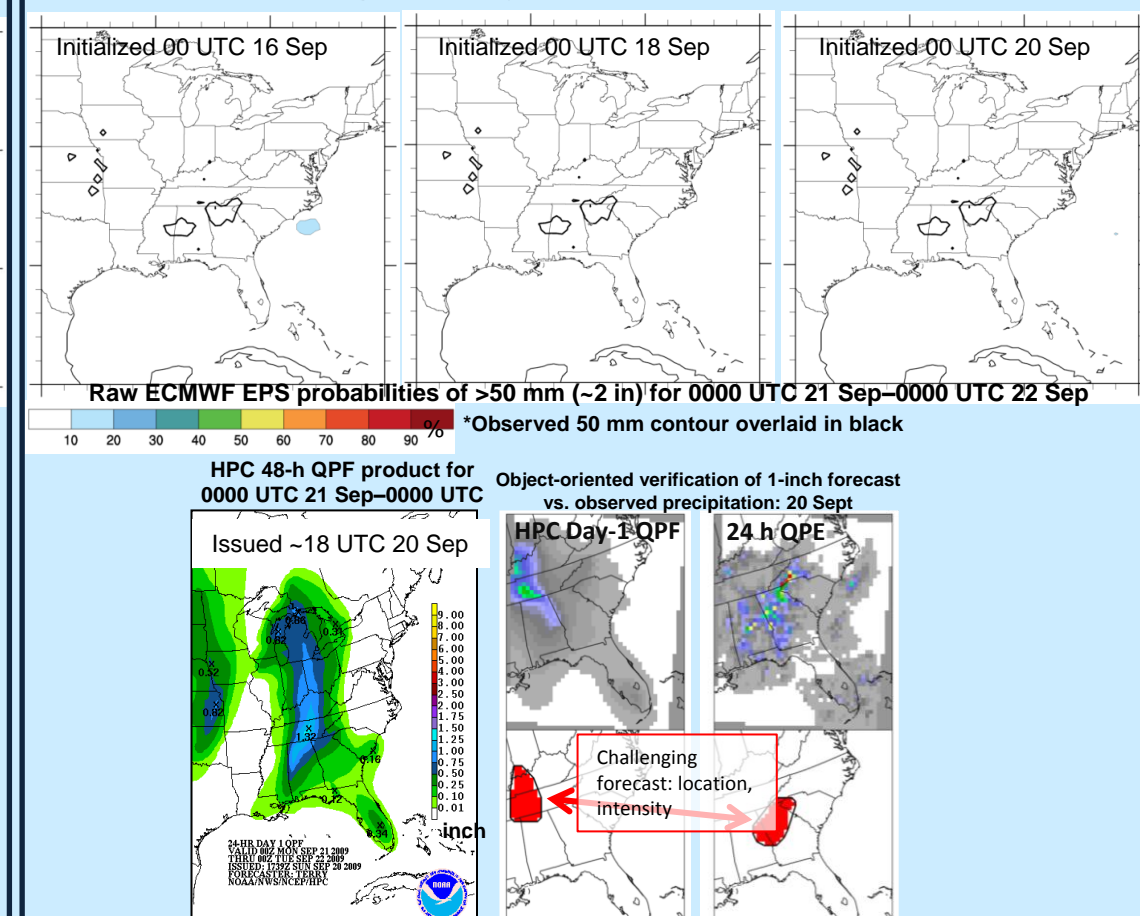 Initialized 00 UTC 16 Sep
Initialized 00 UTC 18 Sep
Initialized 00 UTC 20 Sep
Raw ECMWF EPS probabilities of >50 mm (~2 in) for 0000 UTC 21 Sep–0000 UTC 22 Sep
10 20 30 40 50 60 70 80 90 %
*Observed 50 mm contour overlaid in black
HPC 48-h QPF product for
0000 UTC 21 Sep–0000 UTC
Issued ~18 UTC 20 Sep
9.00
8.00
7.00
6.00
5.00
4.00
3.00
2.50
2.00
1.75
1.50
1.25
1.00
0.75
0.50
0.25
0.10
0.01
inch
0.86
0.82
0.31
0.52
0.82
1.32
0.16
0.12
0.34
24-HR DAY 1 QPF
VALID 00Z MON SEP 21 2009
THRU 00Z TUE SEP 22 2009
ISSUED: 1739Z SUN SEP 20 2009
FORECASTER: TERRY
NOAA/NWS/NCEP/HPC
NOAA
Object-oriented verification of 1-inch forecast
vs. observed precipitation: 20 Sept
HPC Day-1 QPF
24 h QPE
Challenging
forecast: location,
intensity